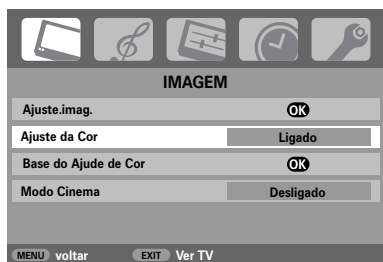 IMAGEM
Ajuste.imag. OK
Ajuste da Cor Ligado
Base do Ajude de Cor OK
Modo Cinema Desligado
MENU voltar EXIT Ver TV